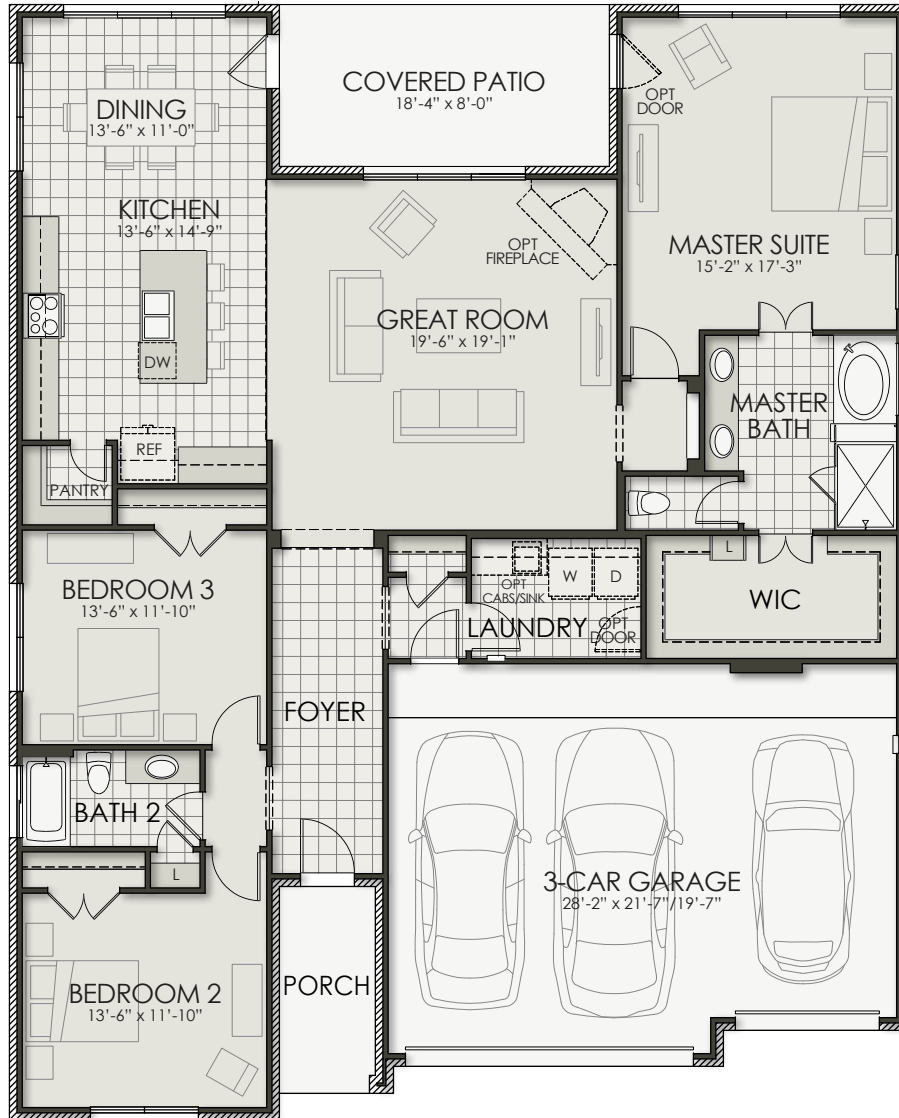 COVERED PATIO
18'-4" x 8'-0"
OPT
DOOR
DINING
13'-6" x 11'-0"
KITCHEN
13'-6" x 14'-9"
OPT
FIREPLACE
MASTER SUITE
15'-2" x 17'-3"
GREAT ROOM
19'-6" x 19'-1"
DW
MASTER
BATH
REF
PANTRY
BEDROOM 3
13'-6" x 11'-10"
OPT
CABS/SINK
W
D
L
WIC
LAUNDRY
OPT
DOOR
FOYER
BATH 2
L
3-CAR GARAGE
28'-2" x 21'-7"/19'-7"
PORCH
BEDROOM 2
13'-6" x 11'-10"